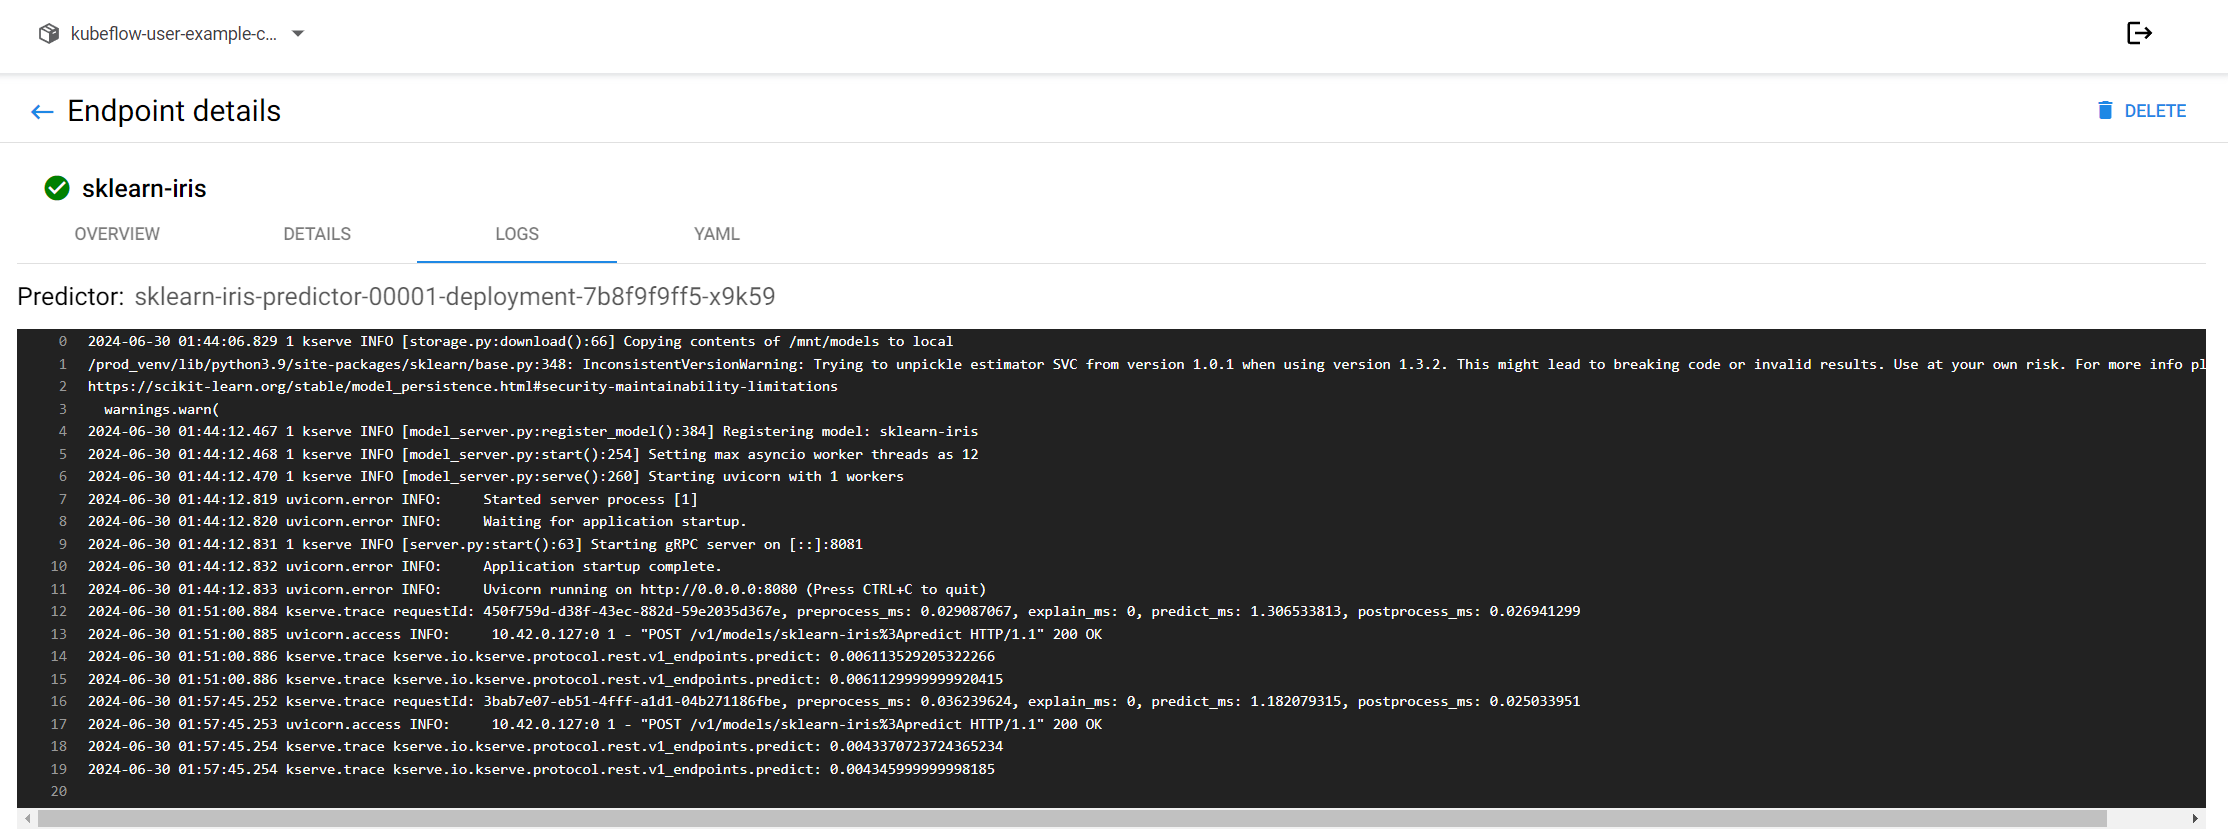 kubeflow-user-example-c...
Endpoint details
DELETE
sklearn-iris
OVERVIEW DETAILS LOGS YAML
Predictor: sklearn-iris-predictor-00001-deployment-7b8f9f9ff5-x9k59
0 2024-06-30 01:44:06.829 1 kserve INFO [storage.py:download():66] Copying contents of /mnt/models to local
1 /prod_venv/lib/python3.9/site-packages/sklearn/base.py:348: InconsistentVersionWarning: Trying to unpickle estimator SVC from version 1.0.1 when using version 1.3.2. This might lead to breaking code or invalid results. Use at your own risk. For more info pl
2 https://scikit-learn.org/stable/model_persistence.html#security-maintainability-limitations
3 warnings.warn(
4 2024-06-30 01:44:12.467 1 kserve INFO [model_server.py:register_model():384] Registering model: sklearn-iris
5 2024-06-30 01:44:12.468 1 kserve INFO [model_server.py:start():254] Setting max asyncio worker threads as 12
6 2024-06-30 01:44:12.470 1 kserve INFO [model_server.py:serve():260] Starting uvicorn with 1 workers
7 2024-06-30 01:44:12.819 uvicorn.error INFO: Started server process [1]
8 2024-06-30 01:44:12.820 uvicorn.error INFO: Waiting for application startup.
9 2024-06-30 01:44:12.831 1 kserve INFO [server.py:start():63] Starting gRPC server on [::]:8081
10 2024-06-30 01:44:12.832 uvicorn.error INFO: Application startup complete.
11 2024-06-30 01:44:12.833 uvicorn.error INFO: Uvicorn running on http://0.0.0.0:8080 (Press CTRL+C to quit)
12 2024-06-30 01:51:00.884 kserve.trace requestId: 450f759d-d38f-43ec-882d-59e2035d367e, preprocess_ms: 0.029087067, explain_ms: 0, predict_ms: 1.306533813, postprocess_ms: 0.026941299
13 2024-06-30 01:51:00.885 uvicorn.access INFO: 10.42.0.127:0 1 - "POST /v1/models/sklearn-iris%3Apredict HTTP/1.1" 200 OK
14 2024-06-30 01:51:00.886 kserve.trace kserve.io.kserve.protocol.rest.v1_endpoints.predict: 0.006113529205322266
15 2024-06-30 01:51:00.886 kserve.trace kserve.io.kserve.protocol.rest.v1_endpoints.predict: 0.0061129999999920415
16 2024-06-30 01:57:45.252 kserve.trace requestId: 3bab7e07-eb51-4fff-a1d1-04b271186fbe, preprocess_ms: 0.036239624, explain_ms: 0, predict_ms: 1.182079315, postprocess_ms: 0.025033951
17 2024-06-30 01:57:45.253 uvicorn.access INFO: 10.42.0.127:0 1 - "POST /v1/models/sklearn-iris%3Apredict HTTP/1.1" 200 OK
18 2024-06-30 01:57:45.254 kserve.trace kserve.io.kserve.protocol.rest.v1_endpoints.predict: 0.0043370723724365234
19 2024-06-30 01:57:45.254 kserve.trace kserve.io.kserve.protocol.rest.v1_endpoints.predict: 0.004345999999998185
20